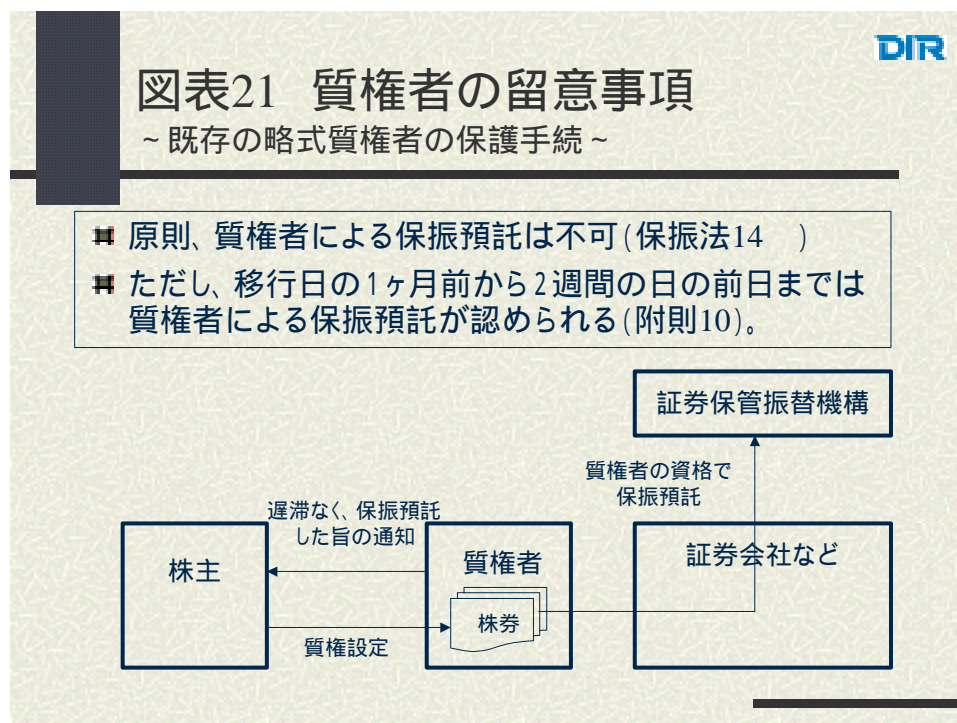 DIR
図表21 質権者の留意事項
~既存の略式質権者の保護手続~
原則、質権者による保振預託は不可(保振法14 )
ただし、移行日の1ヶ月前から2週間の日の前日までは
質権者による保振預託が認められる(附則10)。
証券保管振替機構
質権者の資格で
保振預託
遅滞なく、保振預託
した旨の通知
株主
質権者
証券会社など
株券
質権設定